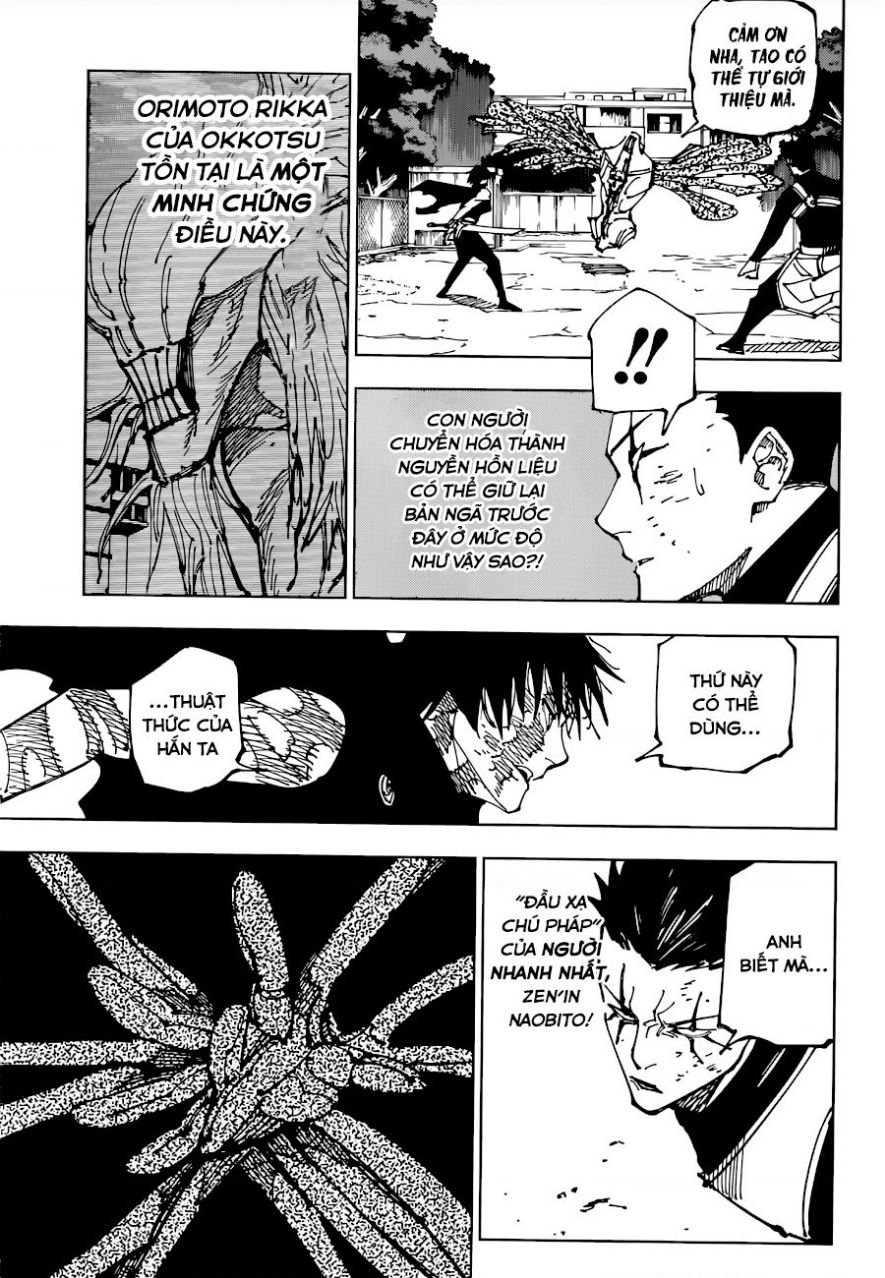 CẢM ƠN
NHA, TAO CÓ
THỂ TỰ GIỚI
THIỆU MÀ.
!!
CON NGƯỜI
CHUYỂN HÓA THÀNH
NGUYỀN HỒN LIỆU
CÓ THỂ GIỮ LẠI
BẢN NGÃ TRƯỚC
ĐÂY Ở MỨC ĐỘ
NHƯ VẬY SAO?!
ORIMOTO RIKKA
CỦA OKKOTSU
TỒN TẠI LÀ MỘT
MINH CHỨNG
ĐIỀU NÀY.
THỨ NÀY
CÓ THỂ
DÙNG...
...THUẬT
THỨC CỦA
HẮN TA
ANH
BIẾT MÀ...
"ĐẦU XẠ
CHÚ PHÁP"
CỦA NGƯỜI
NHANH NHẤT,
ZEN'IN
NAOBITO!